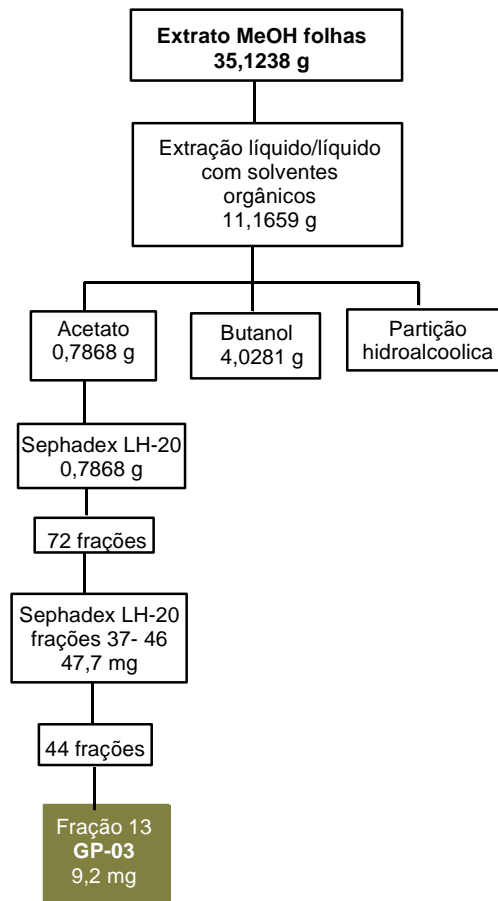 Extrato MeOH folhas
35,1238 g
Extração líquido/líquido
com solventes
orgânicos
11,1659 g
Acetato
0,7868 g
Butanol
4,0281 g
Partição
hidroalcoolica
Sephadex LH-20
0,7868 g
72 frações
Sephadex LH-20
frações 37- 46
47,7 mg
44 frações
Fração 13
GP-03
9,2 mg